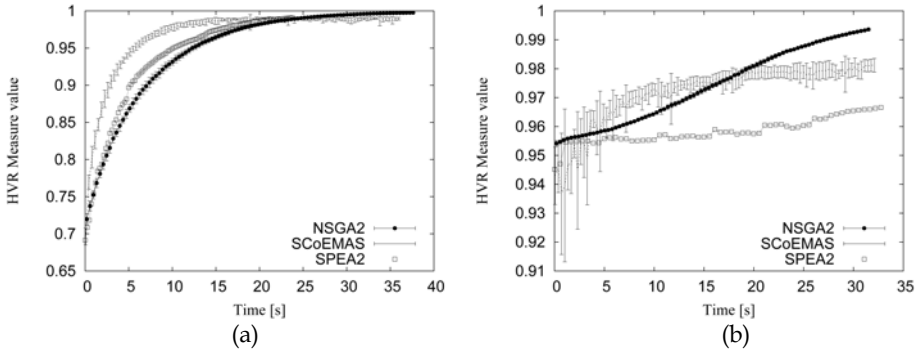 1
0.95
0.9
0.85
0.8
0.75
0.7
0.65
HVR Measure value
NSGA2
SCoEMAS
SPEA2
0 5 10 15 20 25 30 35 40
Time [s]
(a)
1
0.99
0.98
0.97
0.96
0.95
0.94
0.93
0.92
0.91
HVR Measure value
NSGA2
SCoEMAS
SPEA2
0 5 10 15 20 25 30 35
Time [s]
(b)